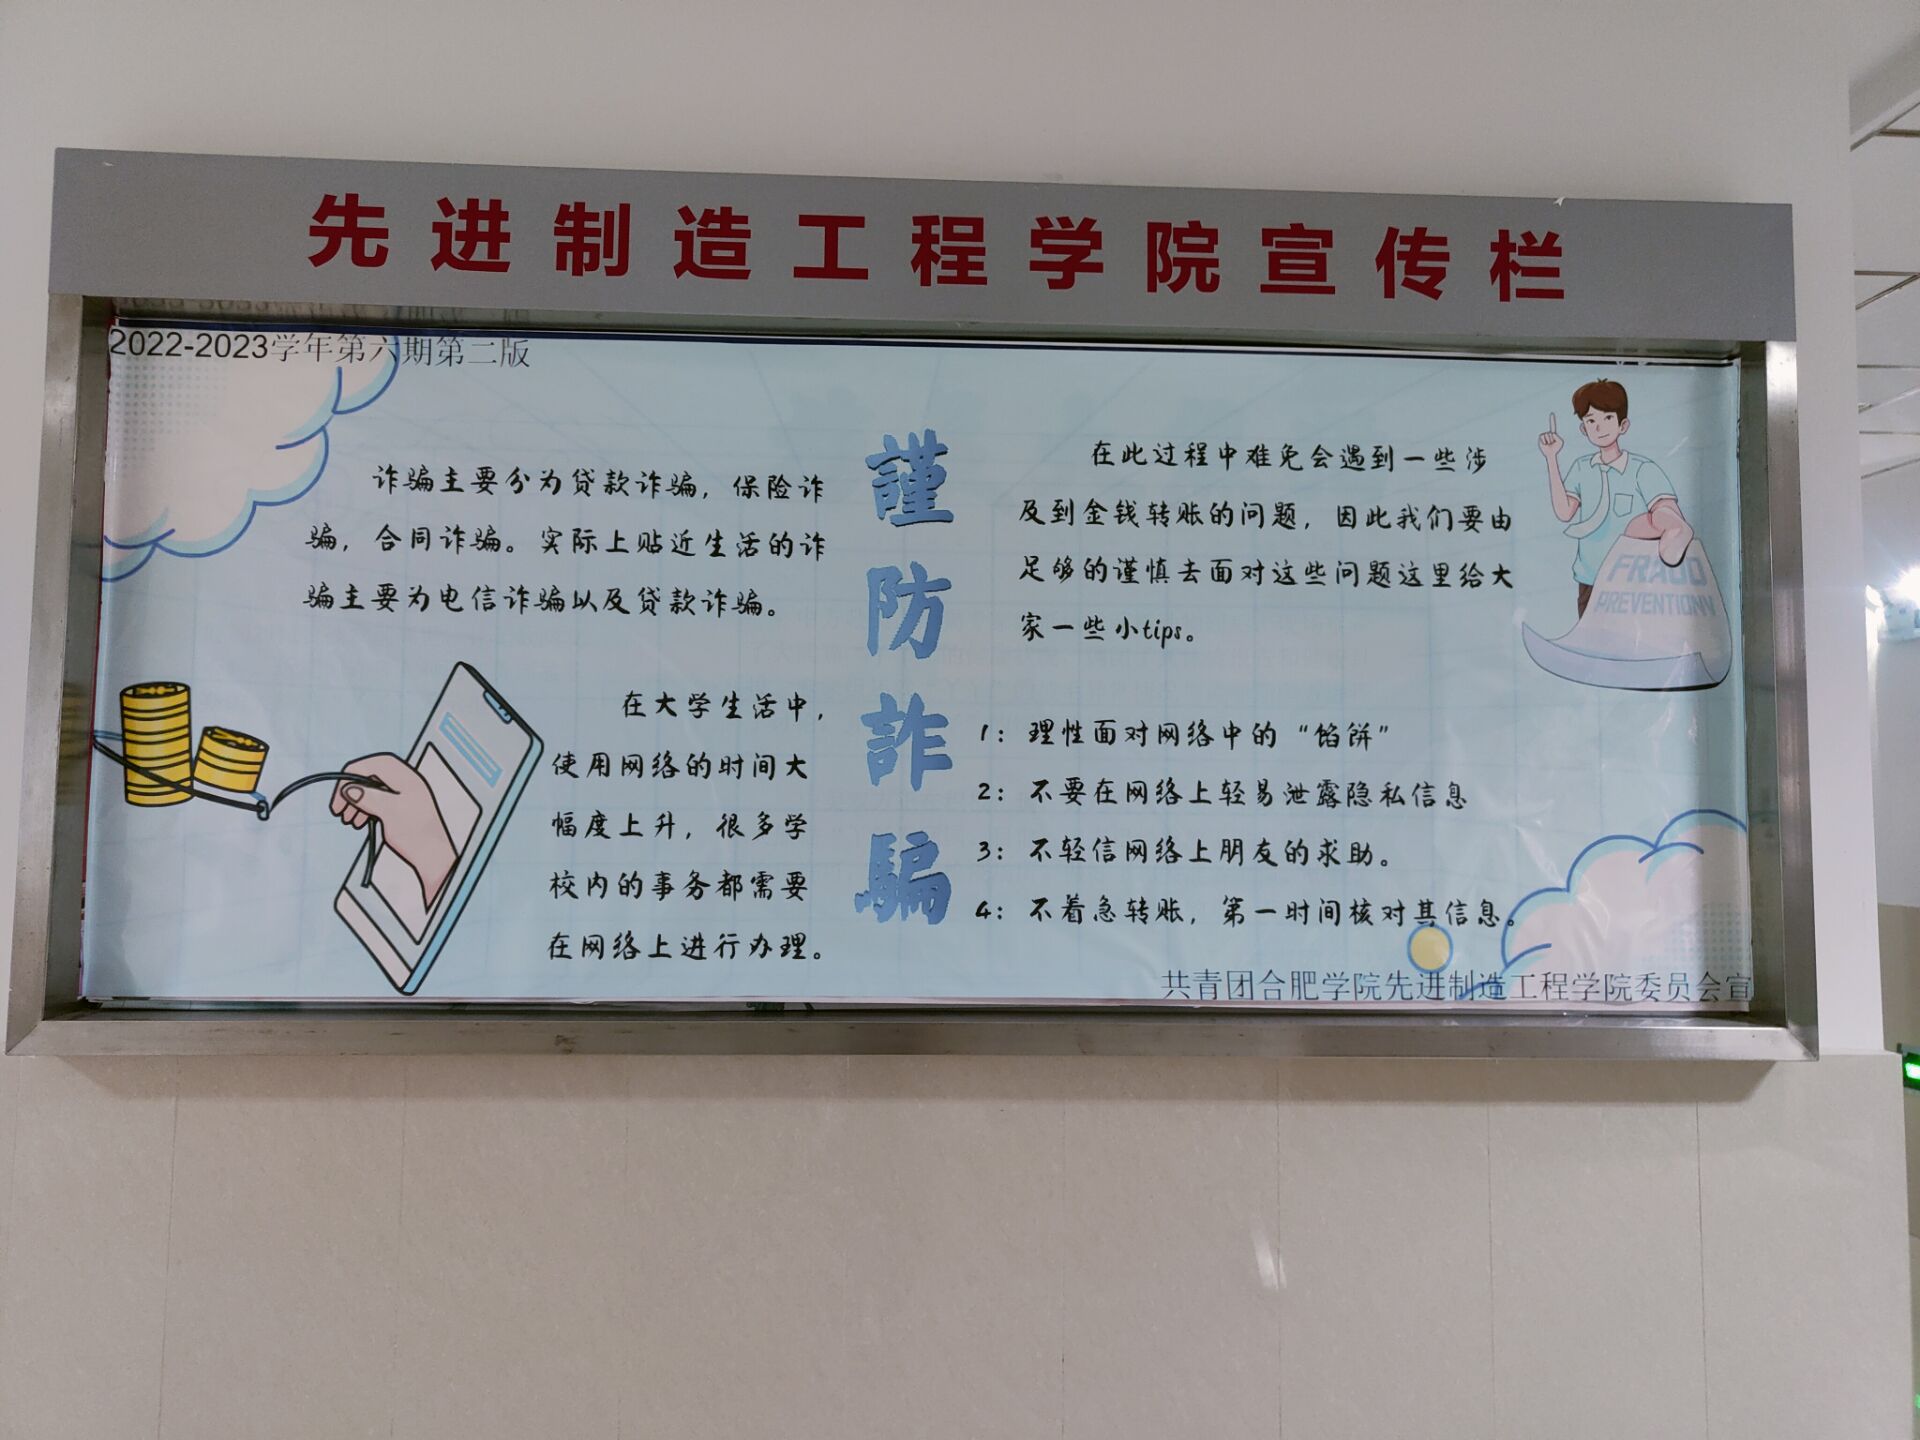 先进制造工程学院宣传栏
2022-2023学年第六期第二版
诈骗主要分为贷款诈骗，保险诈
骗，合同诈骗。实际上贴近生活的诈
骗主要为电信诈骗以及贷款诈骗。
在大学生活中，
使用网络的时间大
幅度上升，很多学
校内的事务都需要
在网络上进行办理。
謹防詐騙
在此过程中难免会遇到一些涉
及到金钱转账的问题，因此我们要由
足够的谨慎去面对这些问题这里给大
家一些小tips。
FRAUD
PREVENTIONN
1：理性面对网络中的“馅饼”
2：不要在网络上轻易泄露隐私信息
3：不轻信网络上朋友的求助。
4：不着急转账，第一时间核对其信息。
共青团合肥学院先进制造工程学院委员会宣